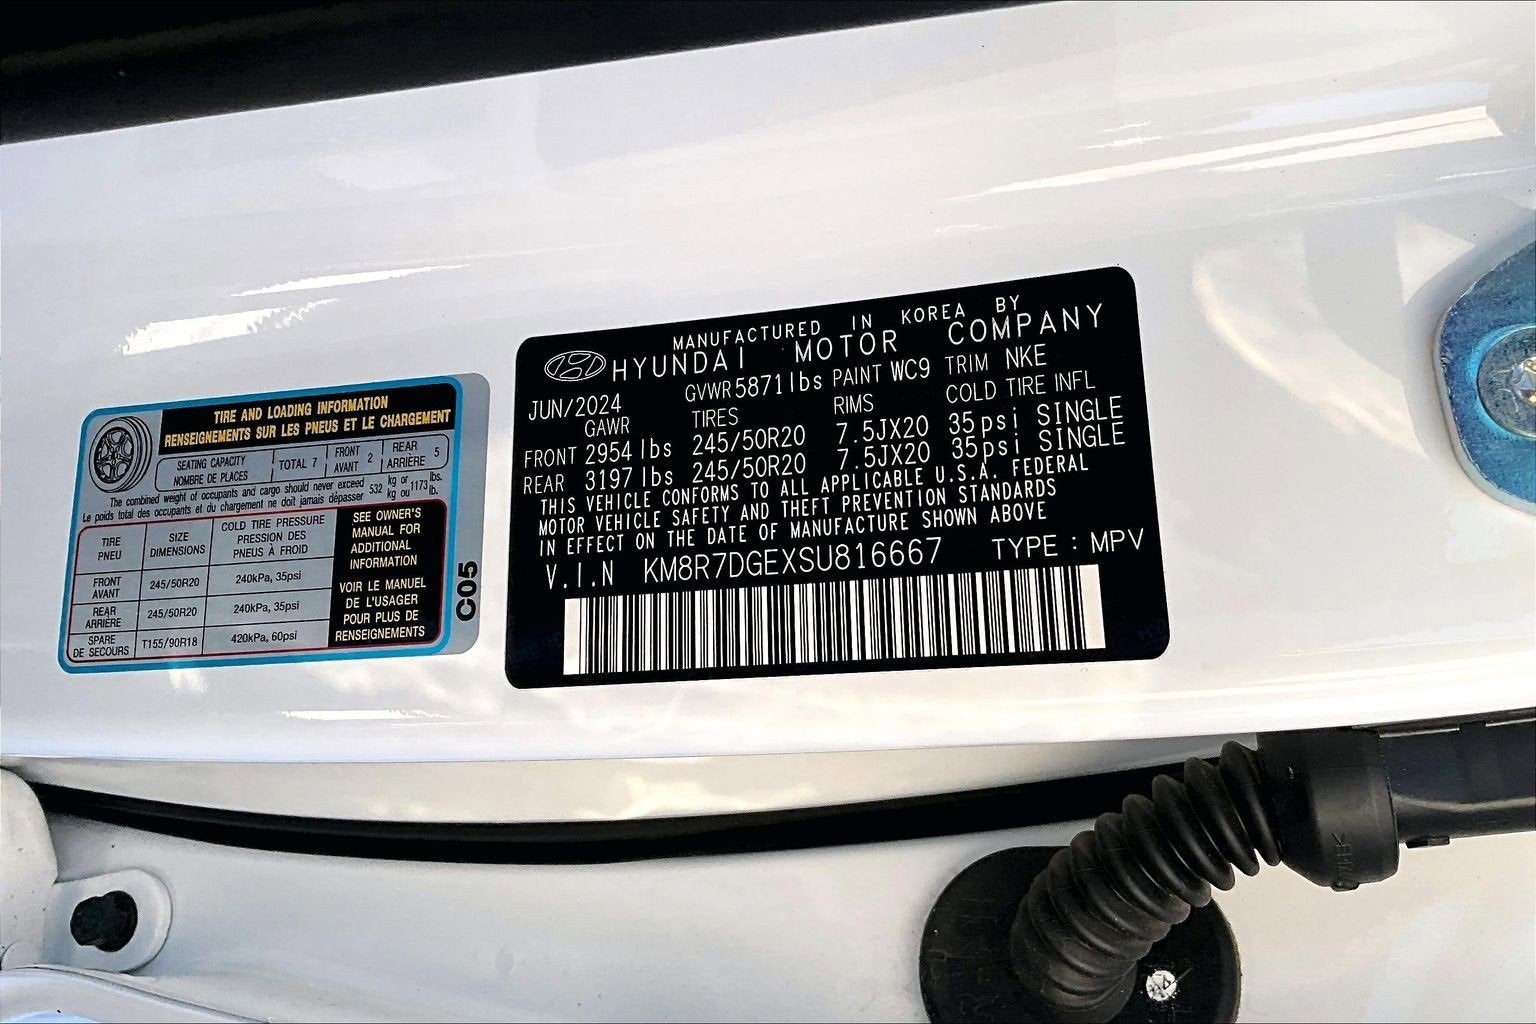 TIRE AND LOADING INFORMATION
RENSEIGNEMENTS SUR LES PNEUS ET LE CHARGEMENT
SEATING CAPACITY
NOMBRE DE PLACES
TOTAL 7
FRONT
AVANT 2
REAR
ARRIÈRE 5
The combined weight of occupants and cargo should never exceed 532 kg or 1173 lbs.
Le poids total des occupants et du chargement ne doit jamais dépasser kg ou lb.
TIRE
PNEU
SIZE
DIMENSIONS
COLD TIRE PRESSURE
PRESSION DES
PNEUS À FROID
FRONT
AVANT
245/50R20
240kPa, 35psi
REAR
ARRIÈRE
245/50R20
240kPa, 35psi
SPARE
DE SECOURS
T155/90R18
420kPa, 60psi
SEE OWNER'S
MANUAL FOR
ADDITIONAL
INFORMATION
VOIR LE MANUEL
DE L'USAGER
POUR PLUS DE
RENSEIGNEMENTS
C05
MANUFACTURED IN KOREA BY
HYUNDAI MOTOR COMPANY
JUN/2024 GVWR 5871 lbs PAINT WC9 TRIM NKE
GAWR TIRES RIMS COLD TIRE INFL
FRONT 2954 lbs 245/50R20 7.5JX20 35psi SINGLE
REAR 3197 lbs 245/50R20 7.5JX20 35psi SINGLE
THIS VEHICLE CONFORMS TO ALL APPLICABLE U.S.A. FEDERAL
MOTOR VEHICLE SAFETY AND THEFT PREVENTION STANDARDS
IN EFFECT ON THE DATE OF MANUFACTURE SHOWN ABOVE
V.I.N KM8R7DGEXSU816667 TYPE : MPV